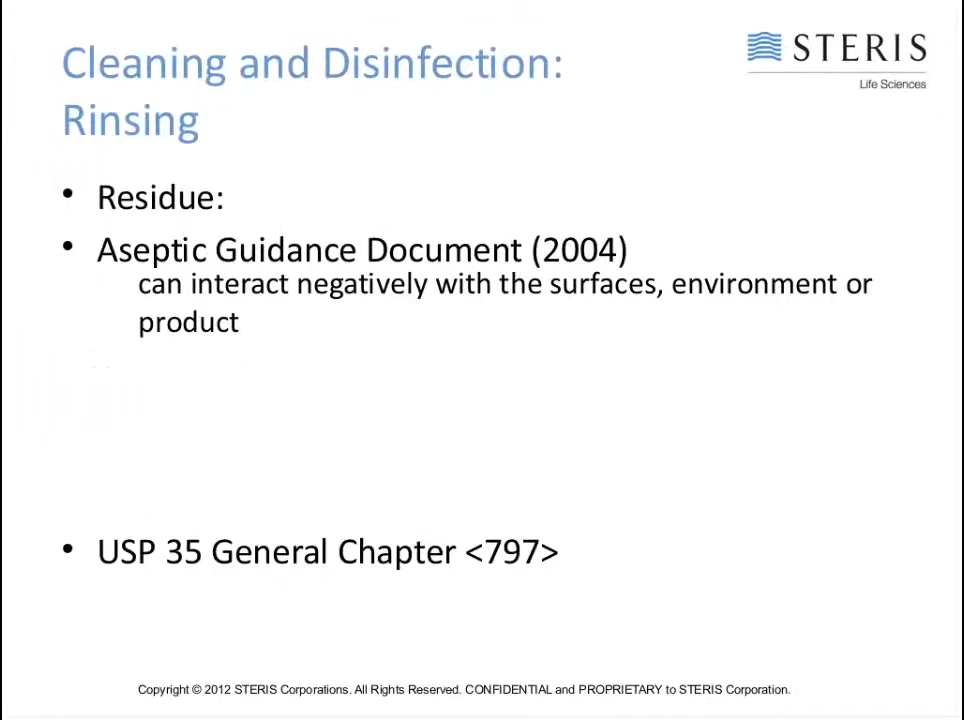 Cleaning and Disinfection:
Rinsing
STERIS
Life Sciences
• Residue:
• Aseptic Guidance Document (2004)
can interact negatively with the surfaces, environment or
product
• USP 35 General Chapter <797>
Copyright © 2012 STERIS Corporations. All Rights Reserved. CONFIDENTIAL and PROPRIETARY to STERIS Corporation.